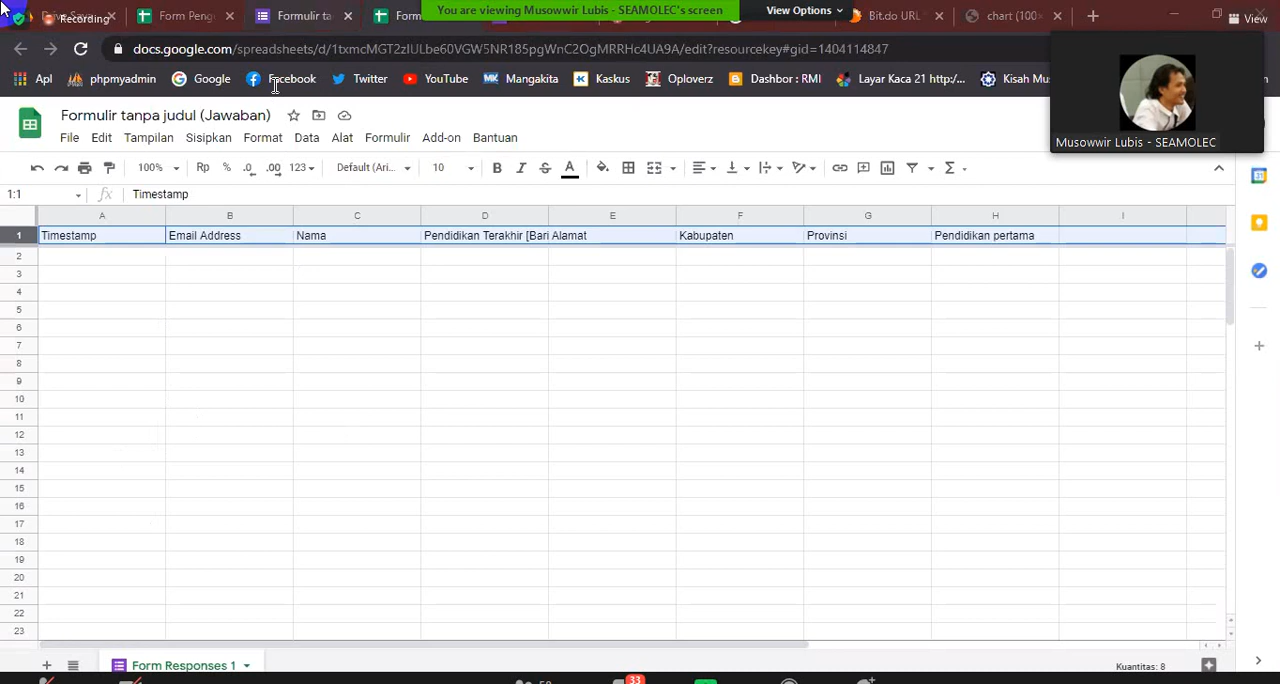 Recording
Form Peng
Formulir ta
Form
You are viewing Musowwir Lubis - SEAMOLEC's screen
View Options
Bit.do URL
chart (100
View
docs.google.com/spreadsheets/d/1txmcMGT2zIULbe60VGW5NR185pgWnC2OgMRRHc4UA9A/edit?resourcekey#gid=1404114847
Apl
phpmyadmin
Google
Facebook
Twitter
YouTube
Mangakita
Kaskus
Oploverz
Dashbor : RMI
Layar Kaca 21 http:/...
Kisah Mu
Musowwir Lubis - SEAMOLEC
Formulir tanpa judul (Jawaban)
File Edit Tampilan Sisipkan Format Data Alat Formulir Add-on Bantuan
100% Rp % .0 .00 123 Default (Ari... 10 B I S A Σ
1:1 fx Timestamp
A B C D E F G H I
1 Timestamp Email Address Nama Pendidikan Terakhir [Bari Alamat Kabupaten Provinsi Pendidikan pertama
2
3
4
5
6
7
8
9
10
11
12
13
14
15
16
17
18
19
20
21
22
23
Form Responses 1
Kuantitas: 8
33